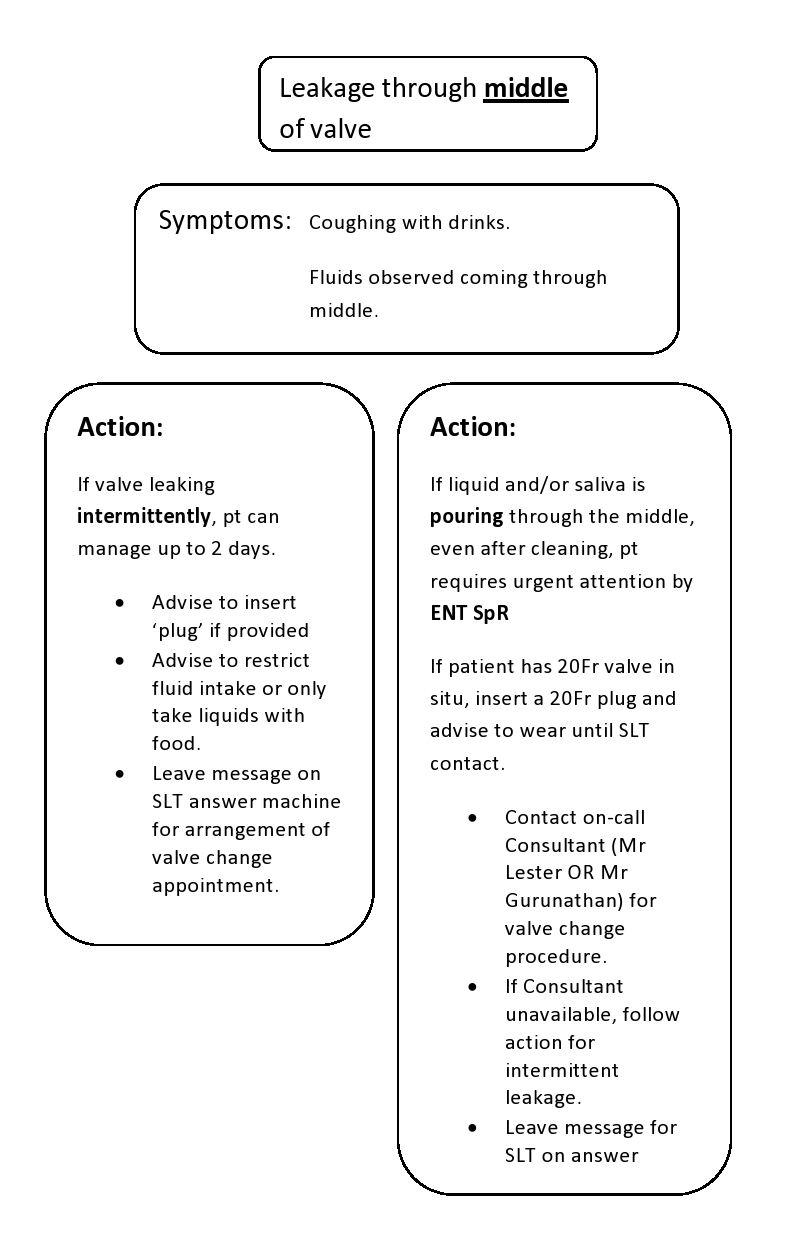 Leakage through middle
of valve
Symptoms: Coughing with drinks.
Fluids observed coming through
middle.
Action:
If valve leaking
intermittently, pt can
manage up to 2 days.
• Advise to insert
‘plug’ if provided
• Advise to restrict
fluid intake or only
take liquids with
food.
• Leave message on
SLT answer machine
for arrangement of
valve change
appointment.
Action:
If liquid and/or saliva is
pouring through the middle,
even after cleaning, pt
requires urgent attention by
ENT SpR
If patient has 20Fr valve in
situ, insert a 20Fr plug and
advise to wear until SLT
contact.
• Contact on-call
Consultant (Mr
Lester OR Mr
Gurunathan) for
valve change
procedure.
• If Consultant
unavailable, follow
action for
intermittent
leakage.
• Leave message for
SLT on answer